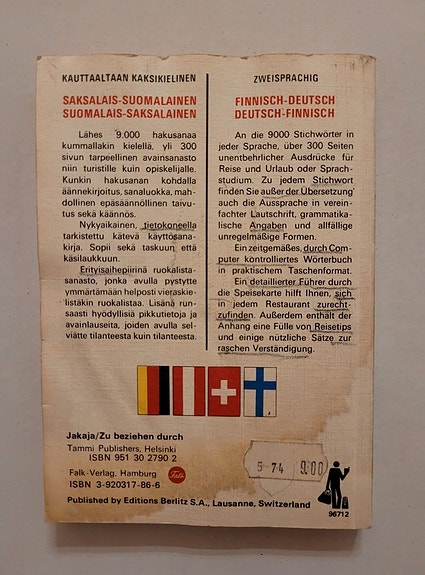 KAUTTAALTAAN KAKSIKIELINEN
SAKSALAIS-SUOMALAINEN
SUOMALAIS-SAKSALAINEN
Lähes 9.000 hakusanaa
kummallakin kielellä, yli 300
sivun tarpeellinen avainsanasto
niin turistille kuin opiskelijalle.
Kunkin hakusanan kohdalla
äännekirjoitus, sanaluokka, mah-
dollinen epäsäännöllinen taivu-
tus sekä käännös.
Nykyaikainen, tietokoneella
tarkistettu kätevä käyttösana-
kirja. Sopii sekä taskuun, että
käsilaukkuun.
Erityisaihepiirinä ruokalista-
sanasto, jonka avulla pystytte
ymmärtämään helposti vieraskie-
listäkin ruokalistaa. Lisänä run-
saasti hyödyllisiä pikkutietoja ja
avainlauseita, joiden avulla sel-
viätte tilanteesta kuin tilanteesta.
ZWEISPRACHIG
FINNISCH-DEUTSCH
DEUTSCH-FINNISCH
An die 9000 Stichwörter in
jeder Sprache, über 300 Seiten
unentbehrlicher Ausdrücke für
Reise und Urlaub oder Sprach-
studium. Zu jedem Stichwort
finden Sie außer der Übersetzung
auch die Aussprache in verein-
fachter Lautschrift, grammatika-
lische Angaben und allfällige
unregelmäßige Formen.
Ein zeitgemäßes, durch Com-
puter kontrolliertes Wörterbuch
in praktischem Taschenformat.
Ein detaillierter Führer durch
die Speisekarte hilft Ihnen, sich
in jedem Restaurant zurecht-
zufinden. Außerdem enthält der
Anhang eine Fülle von Reisetips
und einige nützliche Sätze zur
raschen Verständigung.
Jakaja/Zu beziehen durch
Tammi Publishers, Helsinki
ISBN 951 30 2790 2
Falk-Verlag, Hamburg
ISBN 3-920317-86-6
Falk
5-74 9.00
Published by Editions Berlitz S.A., Lausanne, Switzerland
96712